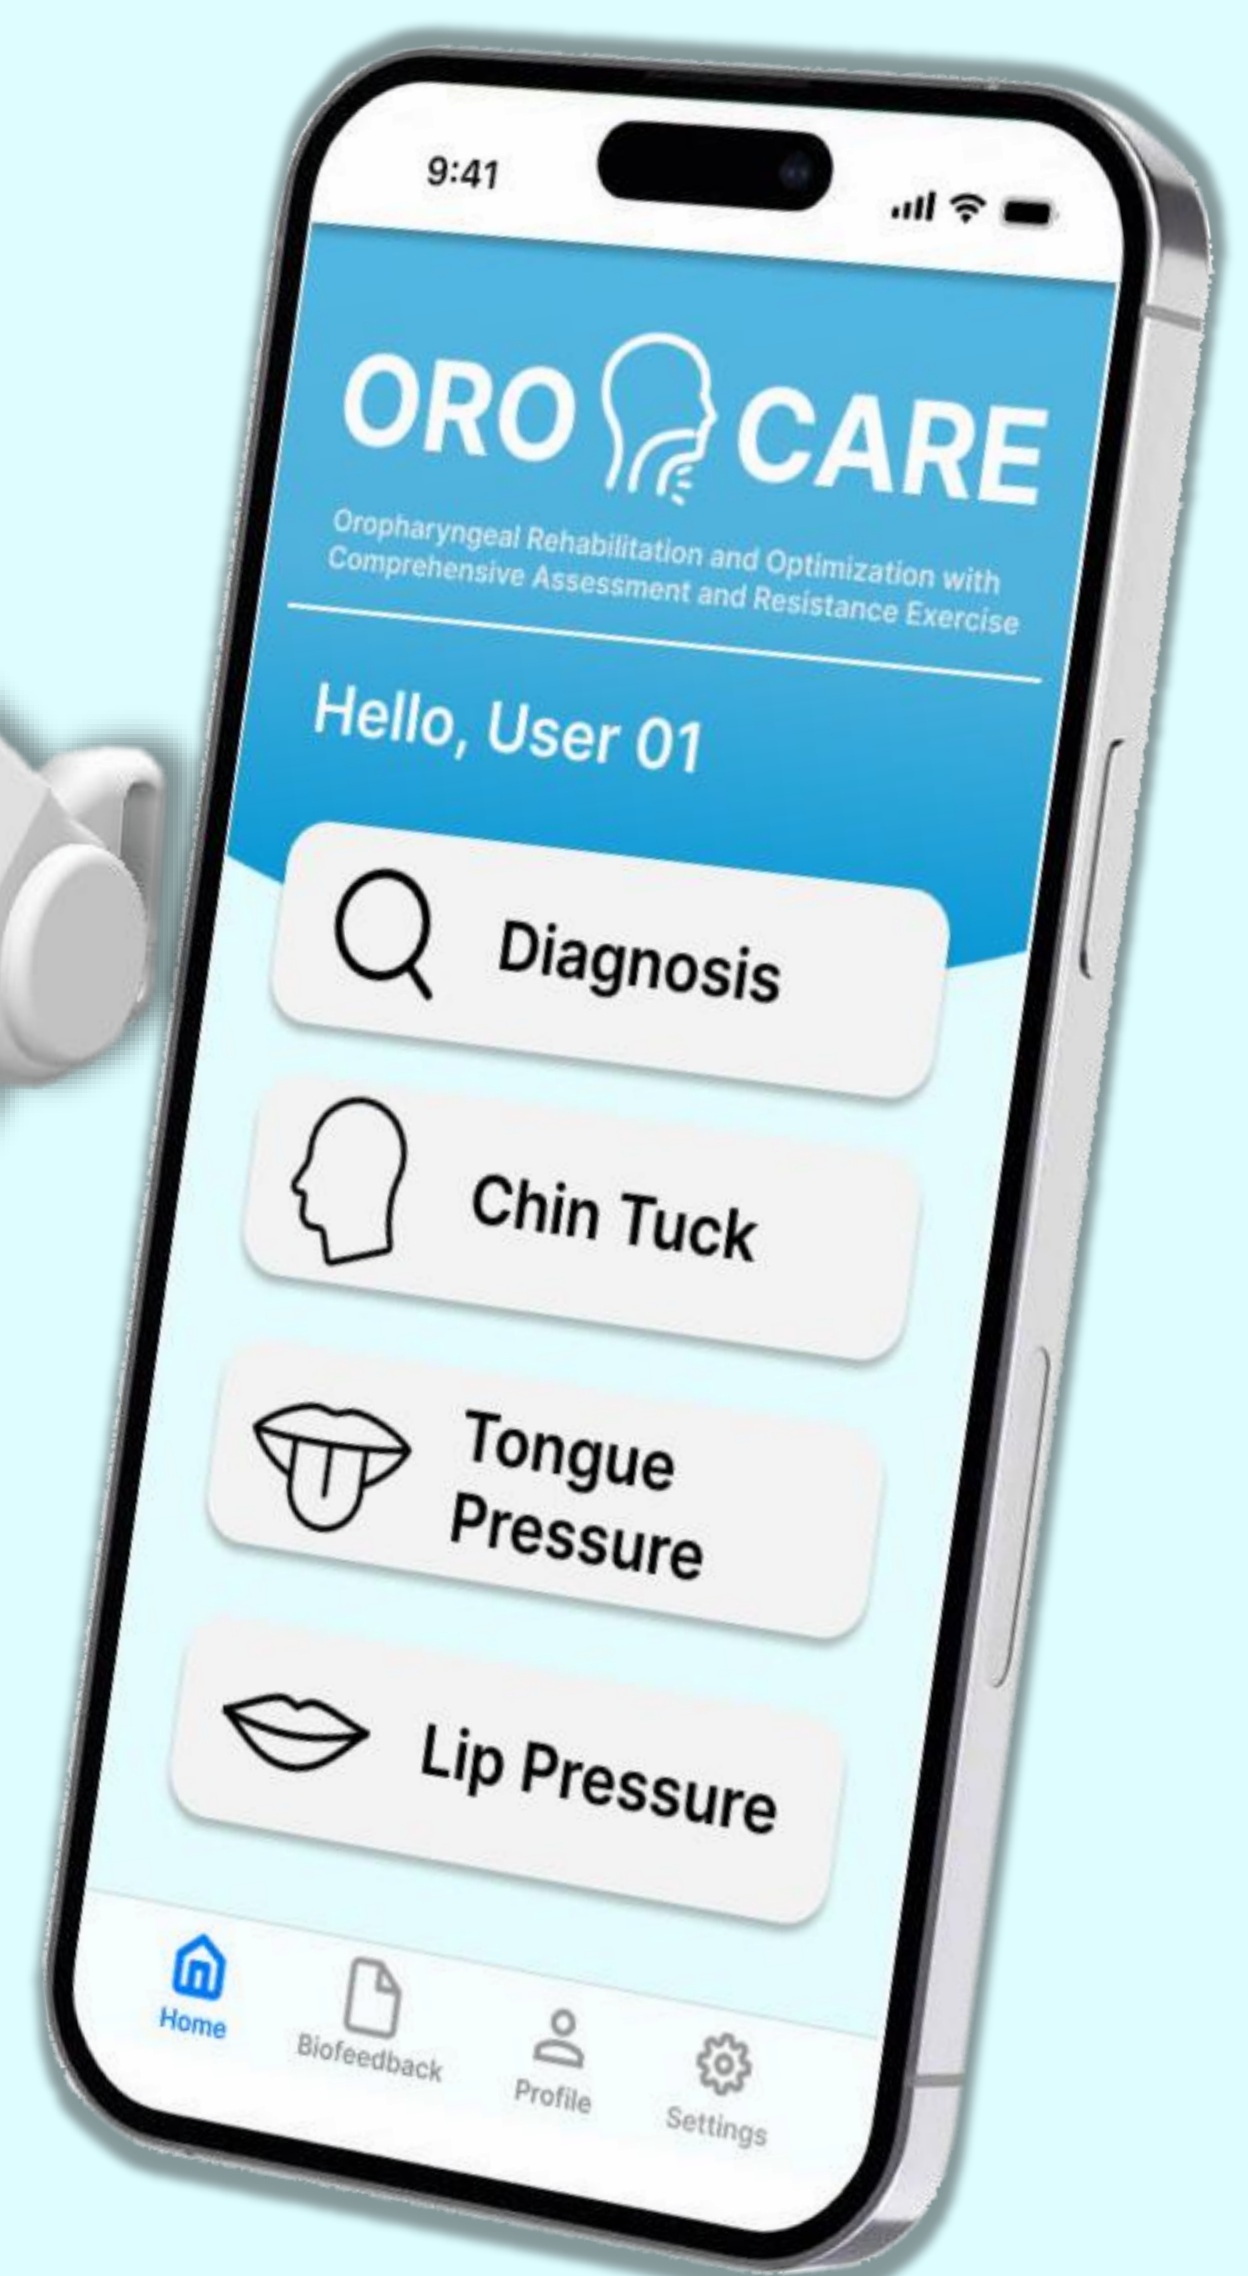 9:41
ORO CARE
Oropharyngeal Rehabilitation and Optimization with
Comprehensive Assessment and Resistance Exercise
Hello, User 01
Diagnosis
Chin Tuck
Tongue
Pressure
Lip Pressure
Home
Biofeedback
Profile
Settings